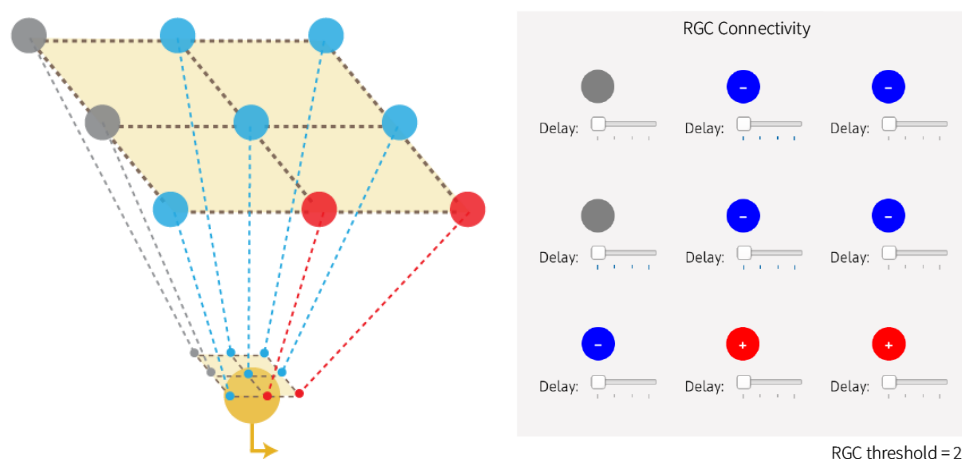 RGC Connectivity
− −
Delay: Delay: Delay:
− −
Delay: Delay: Delay:
− + +
Delay: Delay: Delay:
RGC threshold = 2